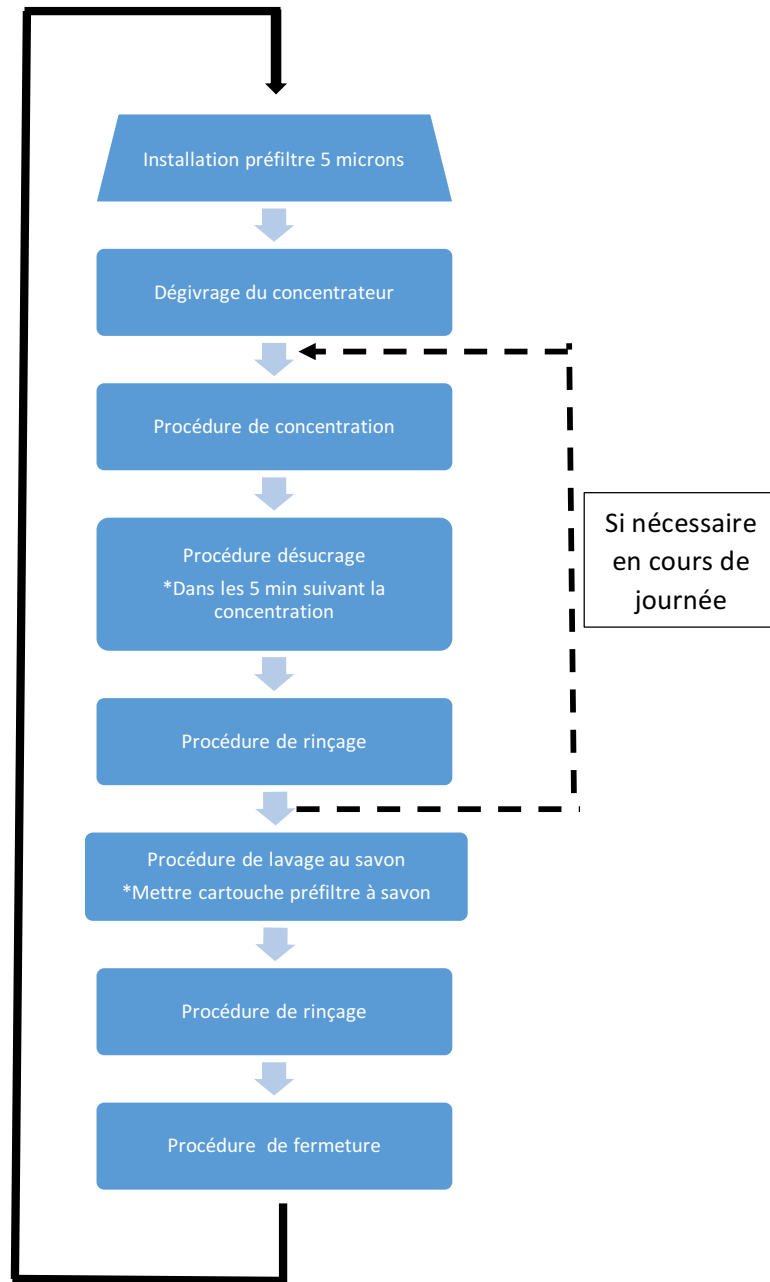 Installation préfiltre 5 microns
Dégivrage du concentrateur
Procédure de concentration
Procédure désucrage
*Dans les 5 min suivant la
concentration
Si nécessaire
en cours de
journée
Procédure de rinçage
Procédure de lavage au savon
*Mettre cartouche préfiltre à savon
Procédure de rinçage
Procédure de fermeture